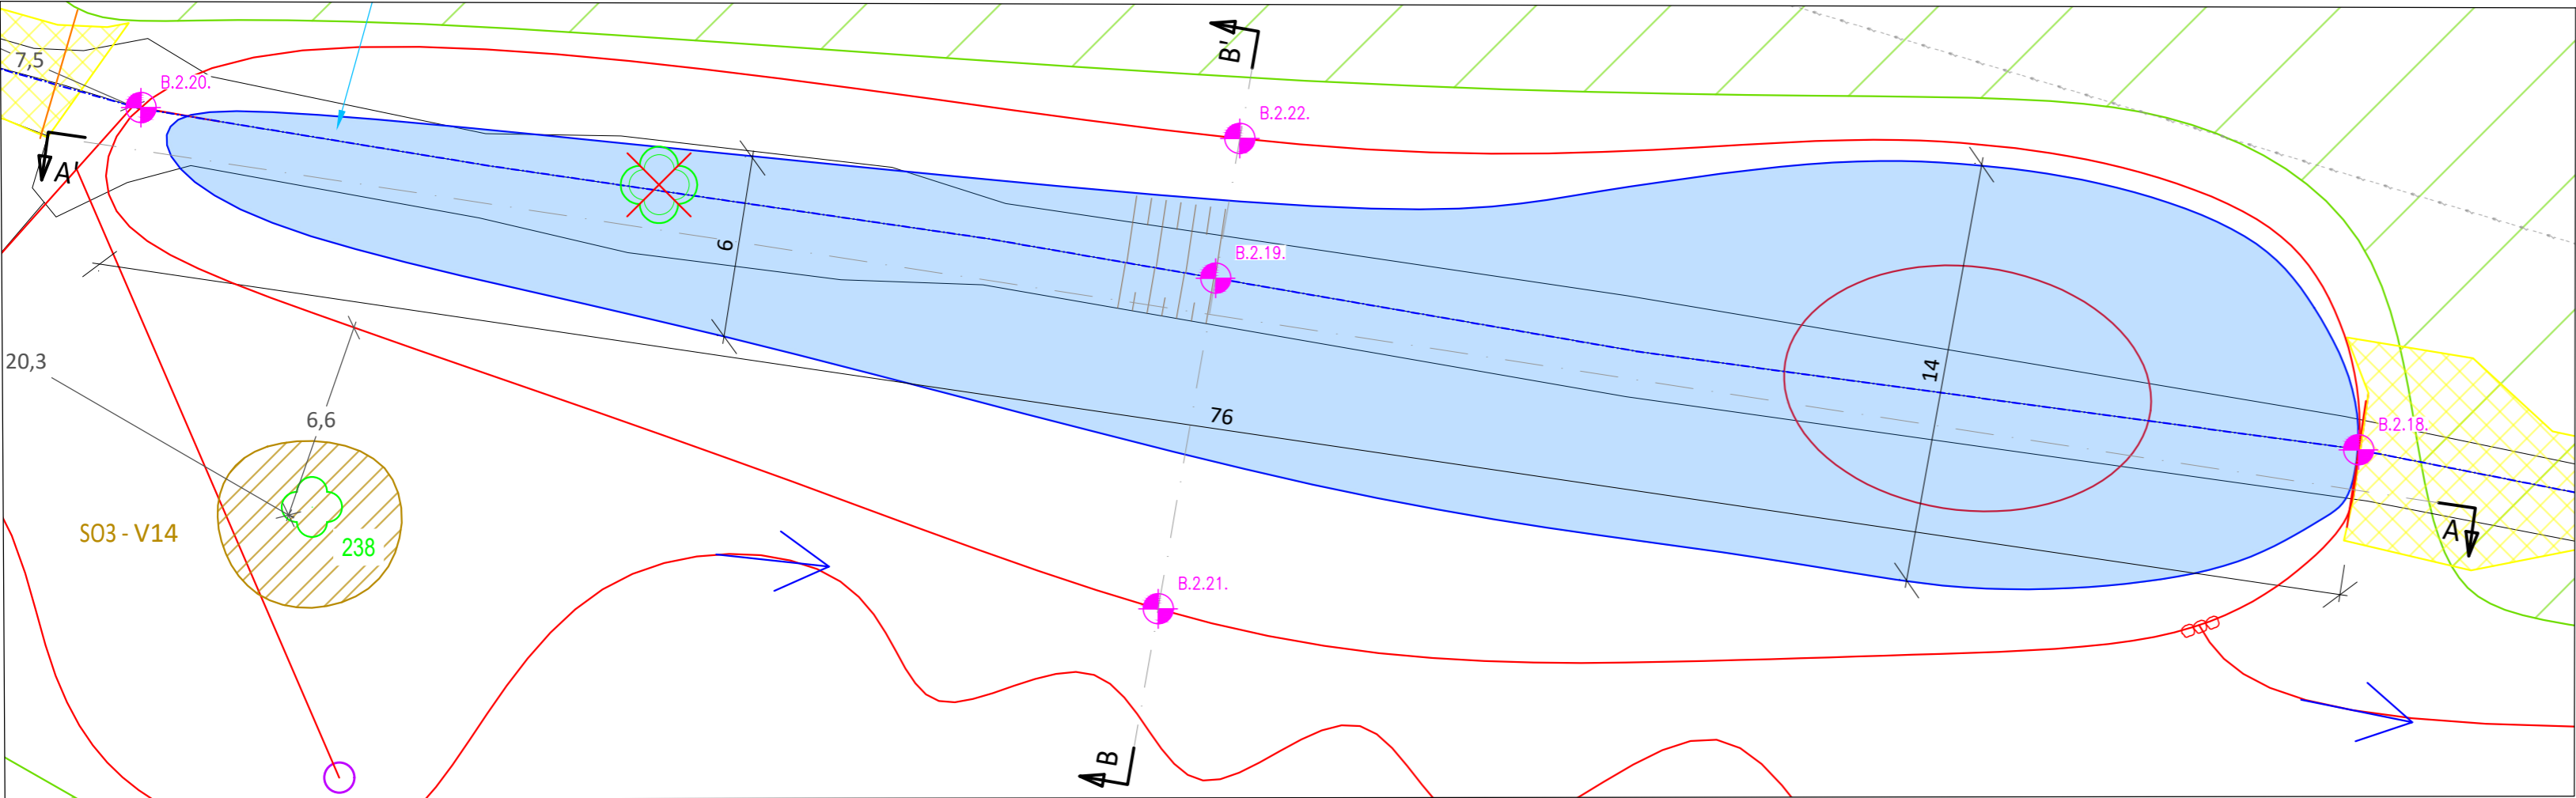 B'
7,5
B.2.20.
B.2.22.
A'
6
B.2.19.
20,3
14
6,6
76
B.2.18.
S03 - V14
238
A
B.2.21.
B